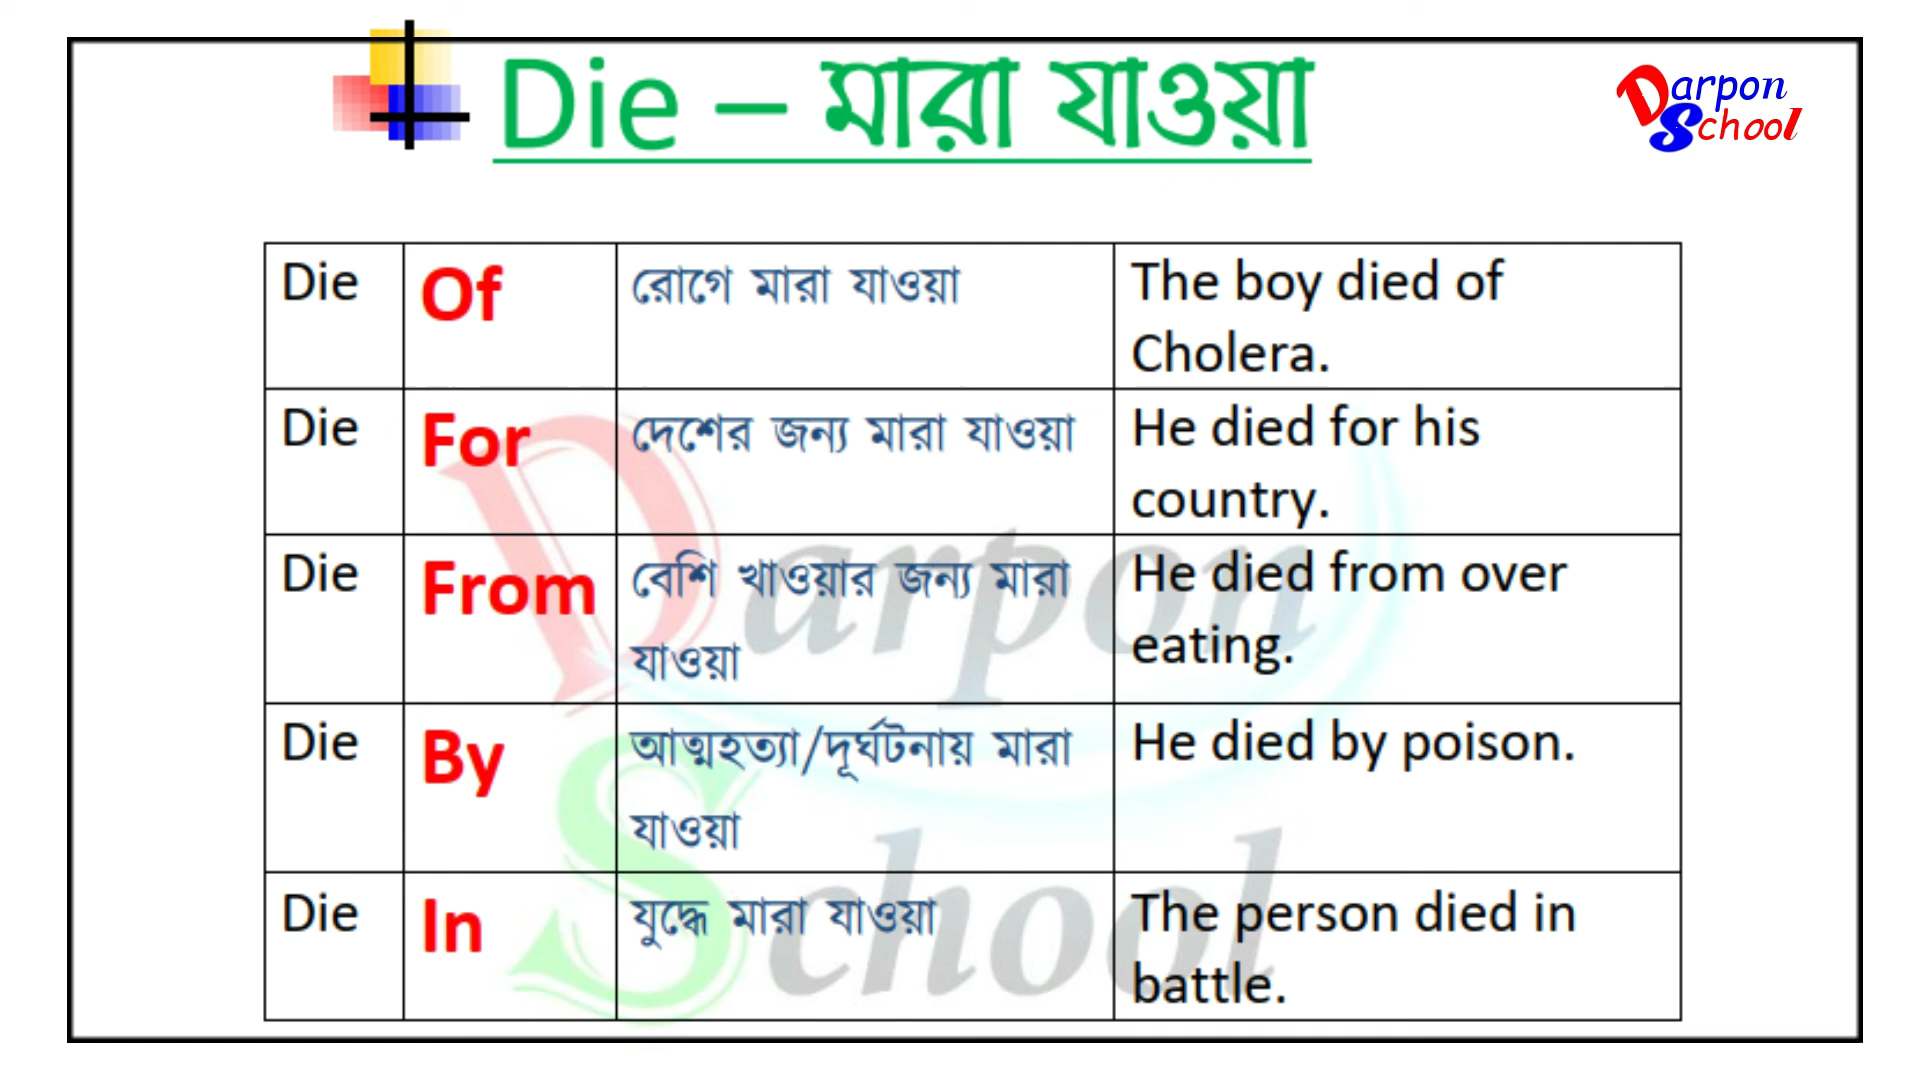 Die – মারা যাওয়া
Darpon
School
Die Of রোগে মারা যাওয়া The boy died of
Cholera.
Die For দেশের জন্য মারা যাওয়া He died for his
country.
Die From বেশি খাওয়ার জন্য মারা He died from over
যাওয়া eating.
Die By আত্মহত্যা/দূর্ঘটনায় মারা He died by poison.
যাওয়া
Die In যুদ্ধে মারা যাওয়া The person died in
battle.
Darpon
School